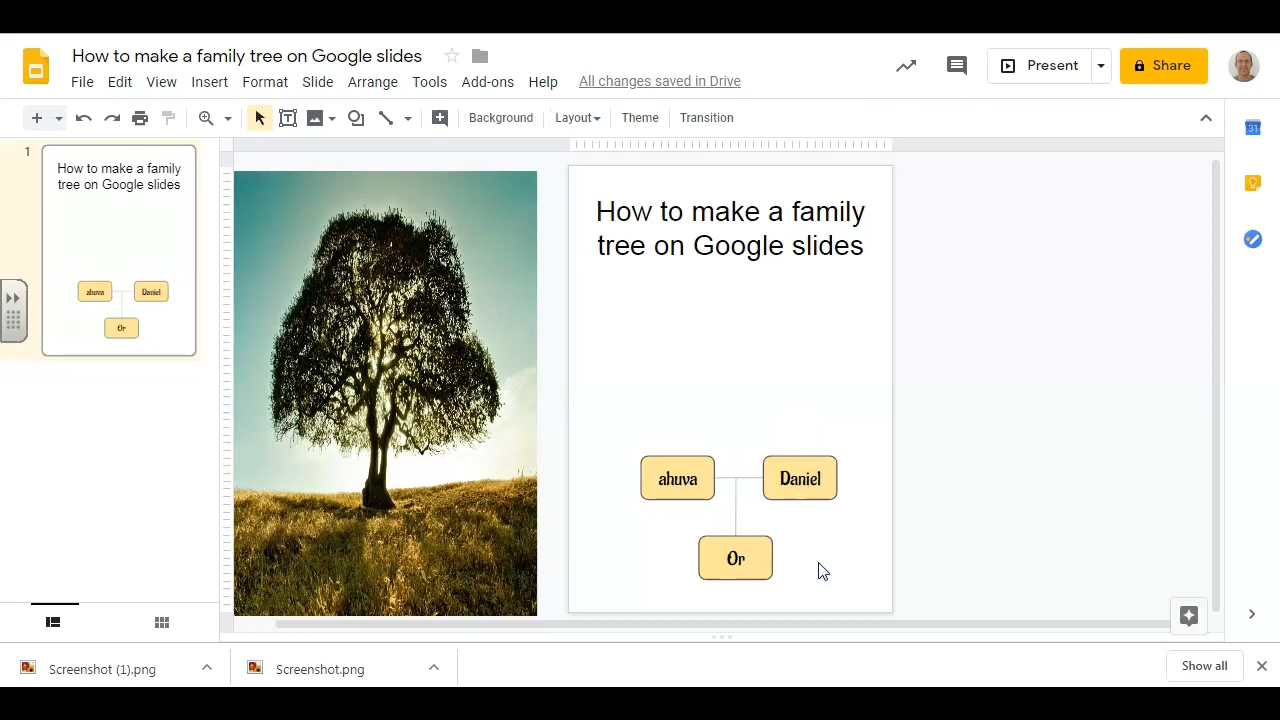 How to make a family tree on Google slides
File Edit View Insert Format Slide Arrange Tools Add-ons Help All changes saved in Drive
Present
Share
Background Layout Theme Transition
31
1
How to make a family
tree on Google slides
ahuva Daniel
Or
How to make a family
tree on Google slides
ahuva Daniel
Or
Screenshot (1).png
Screenshot.png
Show all